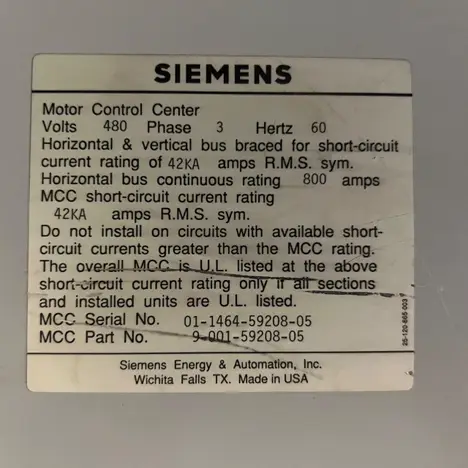 SIEMENS
Motor Control Center
Volts 480 Phase 3 Hertz 60
Horizontal & vertical bus braced for short-circuit
current rating of 42KA amps R.M.S. sym.
Horizontal bus continuous rating 800 amps
MCC short-circuit current rating
42KA amps R.M.S. sym.
Do not install on circuits with available short-
circuit currents greater than the MCC rating.
The overall MCC is U.L. listed at the above
short-circuit current rating only if all sections
and installed units are U.L. listed.
MCC Serial No. 01-1464-59208-05
MCC Part No. 9-001-59208-05
Siemens Energy & Automation, Inc.
Wichita Falls TX. Made in USA